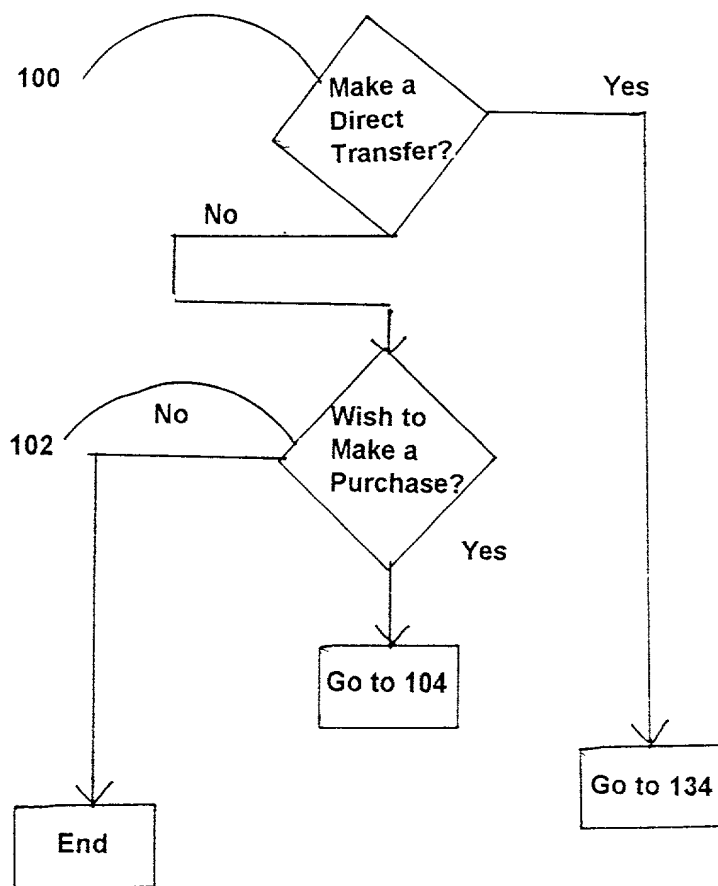 100
Make a
Direct
Transfer?
Yes
No
102
No
Wish to
Make a
Purchase?
Yes
Go to 104
Go to 134
End